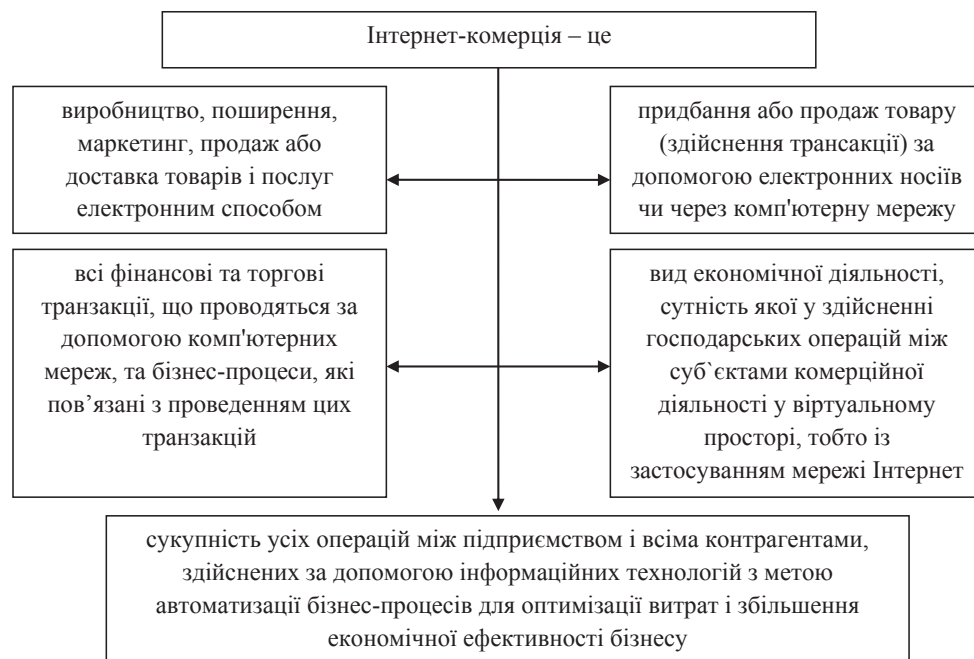 Інтернет-комерція – це
виробництво, поширення,
маркетинг, продаж або
доставка товарів і послуг
електронним способом
придбання або продаж товару
(здійснення трансакції) за
допомогою електронних носіїв
чи через комп'ютерну мережу
всі фінансові та торгові
транзакції, що проводяться за
допомогою комп'ютерних
мереж, та бізнес-процеси, які
пов’язані з проведенням цих
транзакцій
вид економічної діяльності,
сутність якої у здійсненні
господарських операцій між
суб`єктами комерційної
діяльності у віртуальному
просторі, тобто із
застосуванням мережі Інтернет
сукупність усіх операцій між підприємством і всіма контрагентами,
здійснених за допомогою інформаційних технологій з метою
автоматизації бізнес-процесів для оптимізації витрат і збільшення
економічної ефективності бізнесу